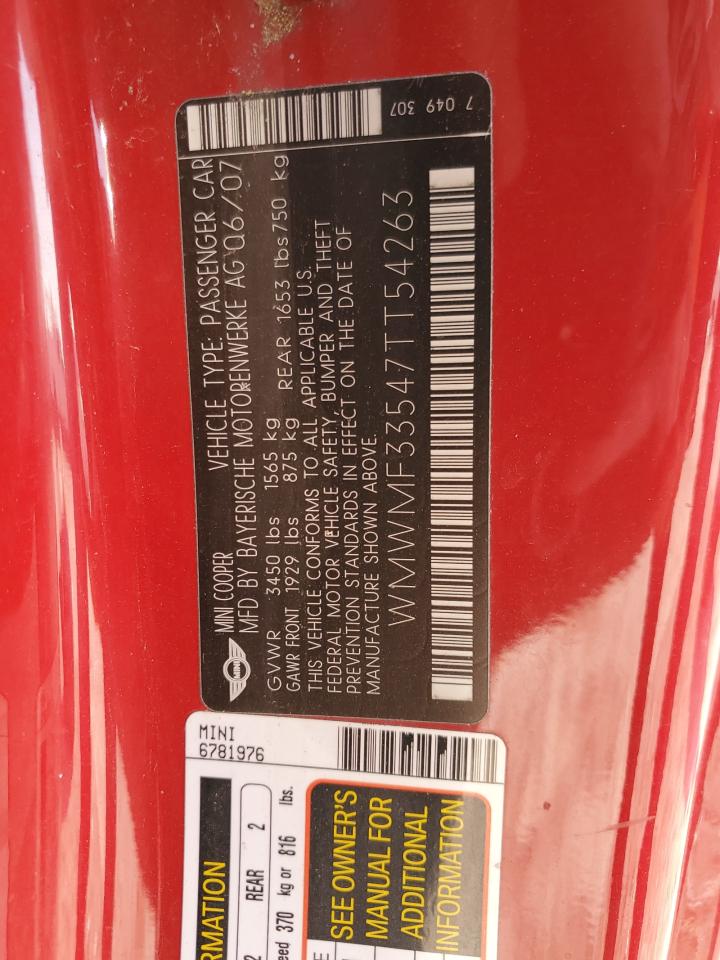 7 049 307
MINI COOPER VEHICLE TYPE: PASSENGER CAR
MFD BY BAYERISCHE MOTORENWERKE AG 06/07
GVWR 3450 lbs 1565 kg
GAWR FRONT 1929 lbs 875 kg REAR 1653 lbs 750 kg
THIS VEHICLE CONFORMS TO ALL APPLICABLE U.S.
FEDERAL MOTOR VEHICLE SAFETY, BUMPER AND THEFT
PREVENTION STANDARDS IN EFFECT ON THE DATE OF
MANUFACTURE SHOWN ABOVE.
WMWMF33547TT54263
MINI
6781976
REAR 2
370 kg or 816 lbs.
SEE OWNER'S
MANUAL FOR
ADDITIONAL
INFORMATION